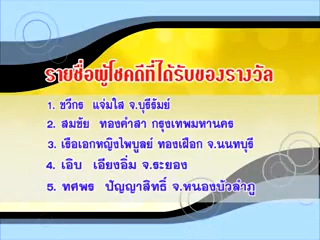 รายชื่อผู้โชคดีที่ได้รับของรางวัล
1. ขวีกร แจ่มใส จ.บุรีรัมย์
2. สมชัย ทองคำสา กรุงเทพมหานคร
3. เรือเอกหญิงไพบูลย์ ทองเฝือก จ.นนทบุรี
4. เอิบ เอียงอิ่ม จ.ระยอง
5. ทศพร ปัญญาสิทธิ์ จ.หนองบัวลำภู